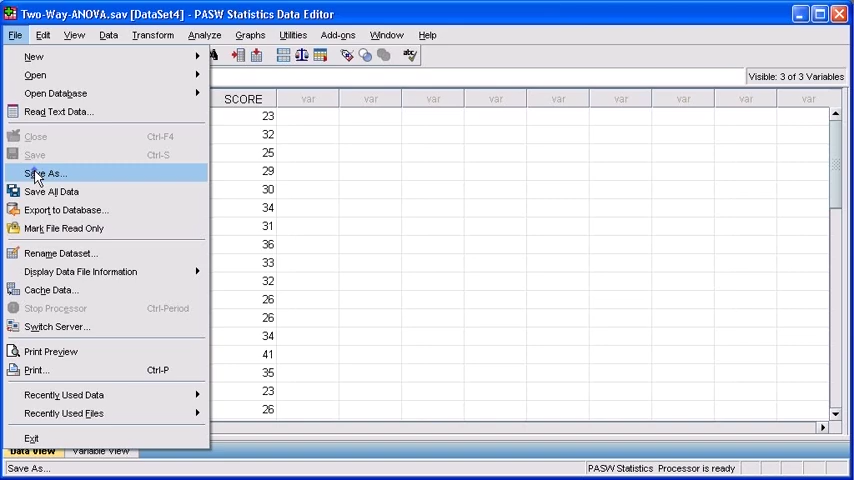 Two-Way-ANOVA.sav [DataSet4] - PASW Statistics Data Editor
File Edit View Data Transform Analyze Graphs Utilities Add-ons Window Help
New
Open
Open Database
Read Text Data...
Close Ctrl-F4
Save Ctrl-S
Save As...
Save All Data
Export to Database...
Mark File Read Only
Rename Dataset...
Display Data File Information
Cache Data...
Stop Processor Ctrl-Period
Switch Server...
Print Preview
Print... Ctrl-P
Recently Used Data
Recently Used Files
Exit
Visible: 3 of 3 Variables
SCORE var var var var var var var var var
23
32
25
29
30
34
31
36
33
32
26
26
34
41
35
23
26
Data View Variable View
Save As... PASW Statistics Processor is ready